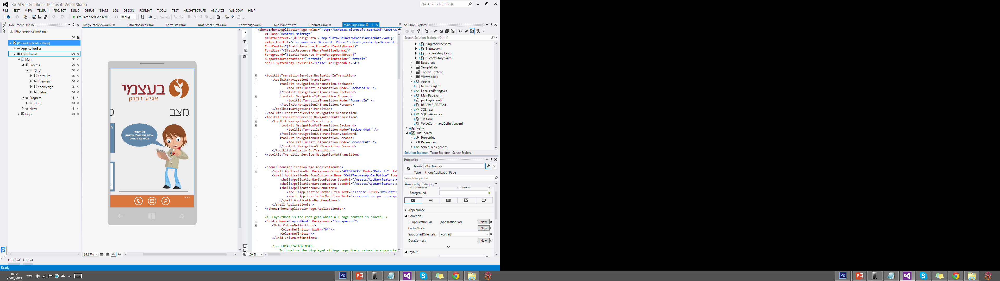 Be-Atzmi-Solution - Microsoft Visual Studio
Quick Launch (Ctrl+Q)
FILE EDIT VIEW TELERIK PROJECT BUILD DEBUG TEAM SQL DESIGN FORMAT TOOLS TEST ARCHITECTURE ANALYZE WINDOW HELP
Emulator WVGA 512MB Debug
Toolbox
Document Outline
[PhoneApplicationPage]
[PhoneApplicationPage]
ApplicationBar
LayoutRoot
Main
Process
[Grid]
KorotLife
Interview
Knowledge
Status
Progress
[Grid]
News
logo
SingleInterview.xaml LishkotSearch.xaml KorotLife.xaml AmericanQuest.xaml Knowledge.xaml AppManifest.xml Contact.xaml MainPage.xaml
בעצמי
אגיע רחוק
מצב
כל הכבוד!
עברת את השלב הראשון
בניית קורות חיים
66.67%
<phone:PhoneApplicationPage xmlns="http://schemas.microsoft.com/winfx/2006/xa
x:Class="BeAtzmi.MainPage"
d:DataContext="{d:DesignData /SampleData/MainViewModelSampleData.xaml}"
xmlns:toolkit="clr-namespace:Microsoft.Phone.Controls;assembly=Microsoft
FontFamily="{StaticResource PhoneFontFamilyNormal}"
FontSize="{StaticResource PhoneFontSizeNormal}"
Foreground="{StaticResource PhoneForegroundBrush}"
SupportedOrientations="Portrait" Orientation="Portrait"
shell:SystemTray.IsVisible="False" mc:Ignorable="d">
<toolkit:TransitionService.NavigationInTransition>
<toolkit:NavigationInTransition>
<toolkit:NavigationInTransition.Backward>
<toolkit:TurnstileTransition Mode="BackwardIn" />
</toolkit:NavigationInTransition.Backward>
<toolkit:NavigationInTransition.Forward>
<toolkit:TurnstileTransition Mode="ForwardIn" />
</toolkit:NavigationInTransition.Forward>
</toolkit:NavigationInTransition>
</toolkit:TransitionService.NavigationInTransition>
<toolkit:TransitionService.NavigationOutTransition>
<toolkit:NavigationOutTransition>
<toolkit:NavigationOutTransition.Backward>
<toolkit:TurnstileTransition Mode="BackwardOut" />
</toolkit:NavigationOutTransition.Backward>
<toolkit:NavigationOutTransition.Forward>
<toolkit:TurnstileTransition Mode="ForwardOut" />
</toolkit:NavigationOutTransition.Forward>
</toolkit:NavigationOutTransition>
</toolkit:TransitionService.NavigationOutTransition>
<phone:PhoneApplicationPage.ApplicationBar>
<shell:ApplicationBar BackgroundColor="#FFD9763D" Mode="Default" IsV
<shell:ApplicationBarIconButton x:Name="CallTasokavAppBarButton" Icon
<shell:ApplicationBarIconButton IconUri="/Assets/AppBar/feature.e
<shell:ApplicationBarIconButton IconUri="/Assets/AppBar/feature.s
<shell:ApplicationBar.MenuItems>
<shell:ApplicationBarMenuItem Text="הגדרות" Click="btnSettin
<shell:ApplicationBarMenuItem Text="סף חיוג מקוצר לתעסו-קו
</shell:ApplicationBar.MenuItems>
</shell:ApplicationBar>
</phone:PhoneApplicationPage.ApplicationBar>
<!--LayoutRoot is the root grid where all page content is placed-->
<Grid x:Name="LayoutRoot" Background="Transparent">
<Grid.ColumnDefinitions>
<ColumnDefinition Width="0*"/>
<ColumnDefinition/>
</Grid.ColumnDefinitions>
<!-- LOCALIZATION NOTE:
To localize the displayed strings copy their values to appropriat
100 %
Solution Explorer
Search Solution Explorer (Ctrl+;)
SingleService.xaml
Status.xaml
SuccessStory1.xaml
SuccessStory2.xaml
Resources
SampleData
Toolkit.Content
ViewModels
App.xaml
betazmi.sqlite
LocalizedStrings.cs
MainPage.xaml
packages.config
README_FIRST.txt
SQLite.cs
SQLiteAsync.cs
Tips.xml
VoiceCommandDefinition.xml
Sqlite
TileUpdater
Properties
References
ScheduledAgent.cs
Solution Explorer Team Explorer Server Explorer
Properties
Name <No Name>
Type PhoneApplicationPage
Search Properties
Arrange by: Category
Foreground
Appearance
Common
ApplicationBar (ApplicationBar) New
CacheMode New
SupportedOrientati... Portrait
DataContext New
Layout
Error List Output
Ready
16:22
27/06/2013
עבר